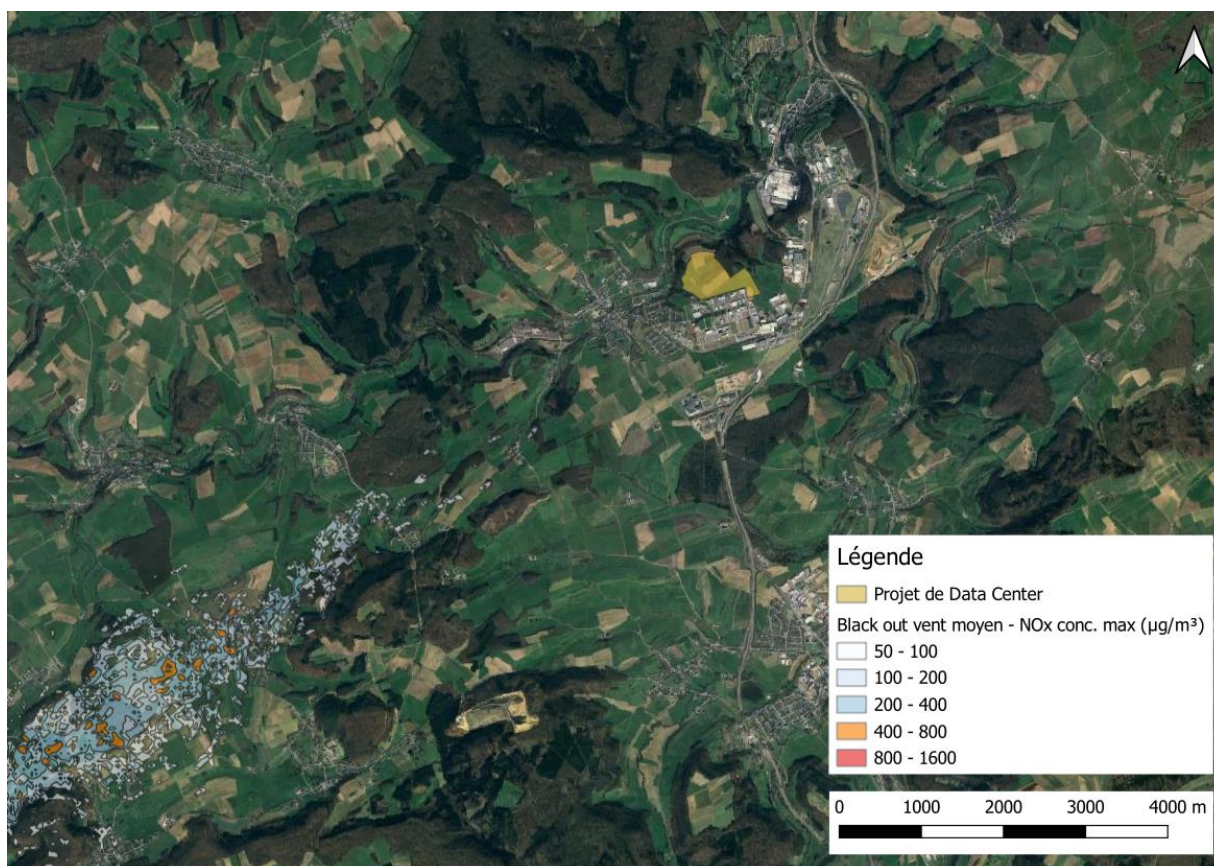 Légende
Projet de Data Center
Black out vent moyen - NOx conc. max (µg/m³)
50 - 100
100 - 200
200 - 400
400 - 800
800 - 1600
0 1000 2000 3000 4000 m